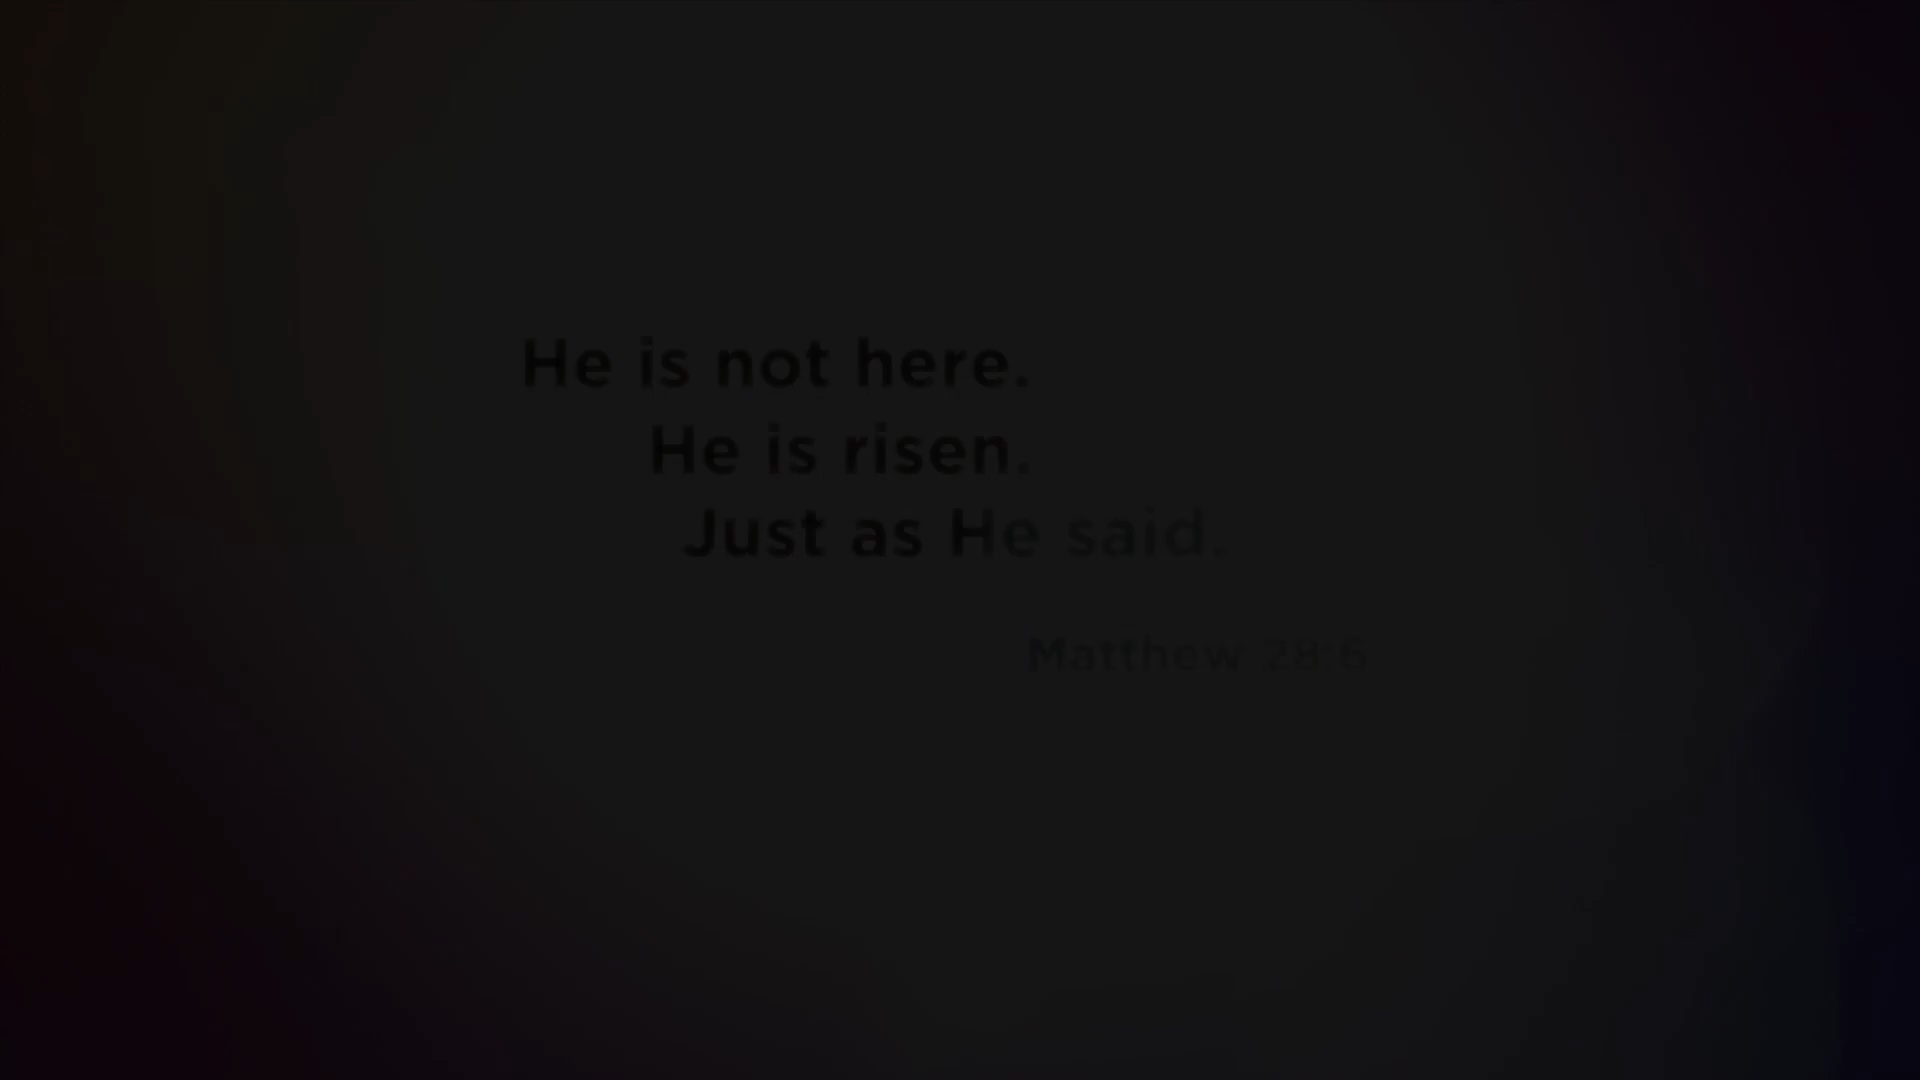 He is not here.
He is risen.
Just as He said.
Matthew 28:6